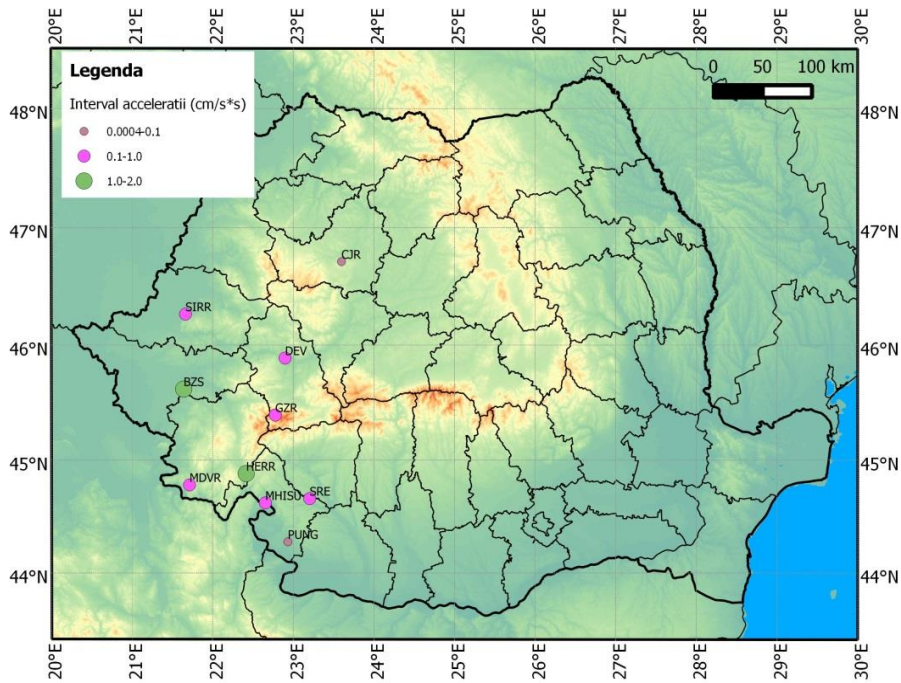 20°E 21°E 22°E 23°E 24°E 25°E 26°E 27°E 28°E 29°E 30°E
Legenda
Interval acceleratii (cm/s*s)
0.0004-0.1
0.1-1.0
1.0-2.0
0 50 100 km
48°N 48°N
47°N 47°N
CJR
SIRR
46°N 46°N
DEV
BZS
GZR
45°N 45°N
HERR
MDVR
MHISU SRE
PUNG
44°N 44°N
20°E 21°E 22°E 23°E 24°E 25°E 26°E 27°E 28°E 29°E 30°E